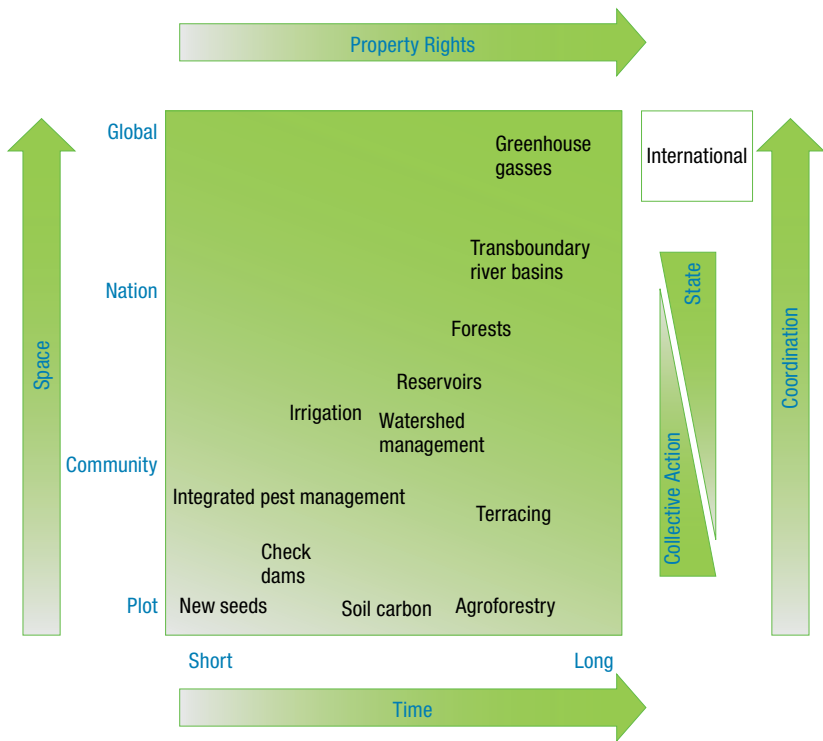 Property Rights
Global
Greenhouse
gasses
International
Transboundary
river basins
Nation
State
Forests
Space
Coordination
Reservoirs
Irrigation
Watershed
management
Community
Collective Action
Integrated pest management
Terracing
Check
dams
Plot
New seeds
Soil carbon
Agroforestry
Short
Long
Time